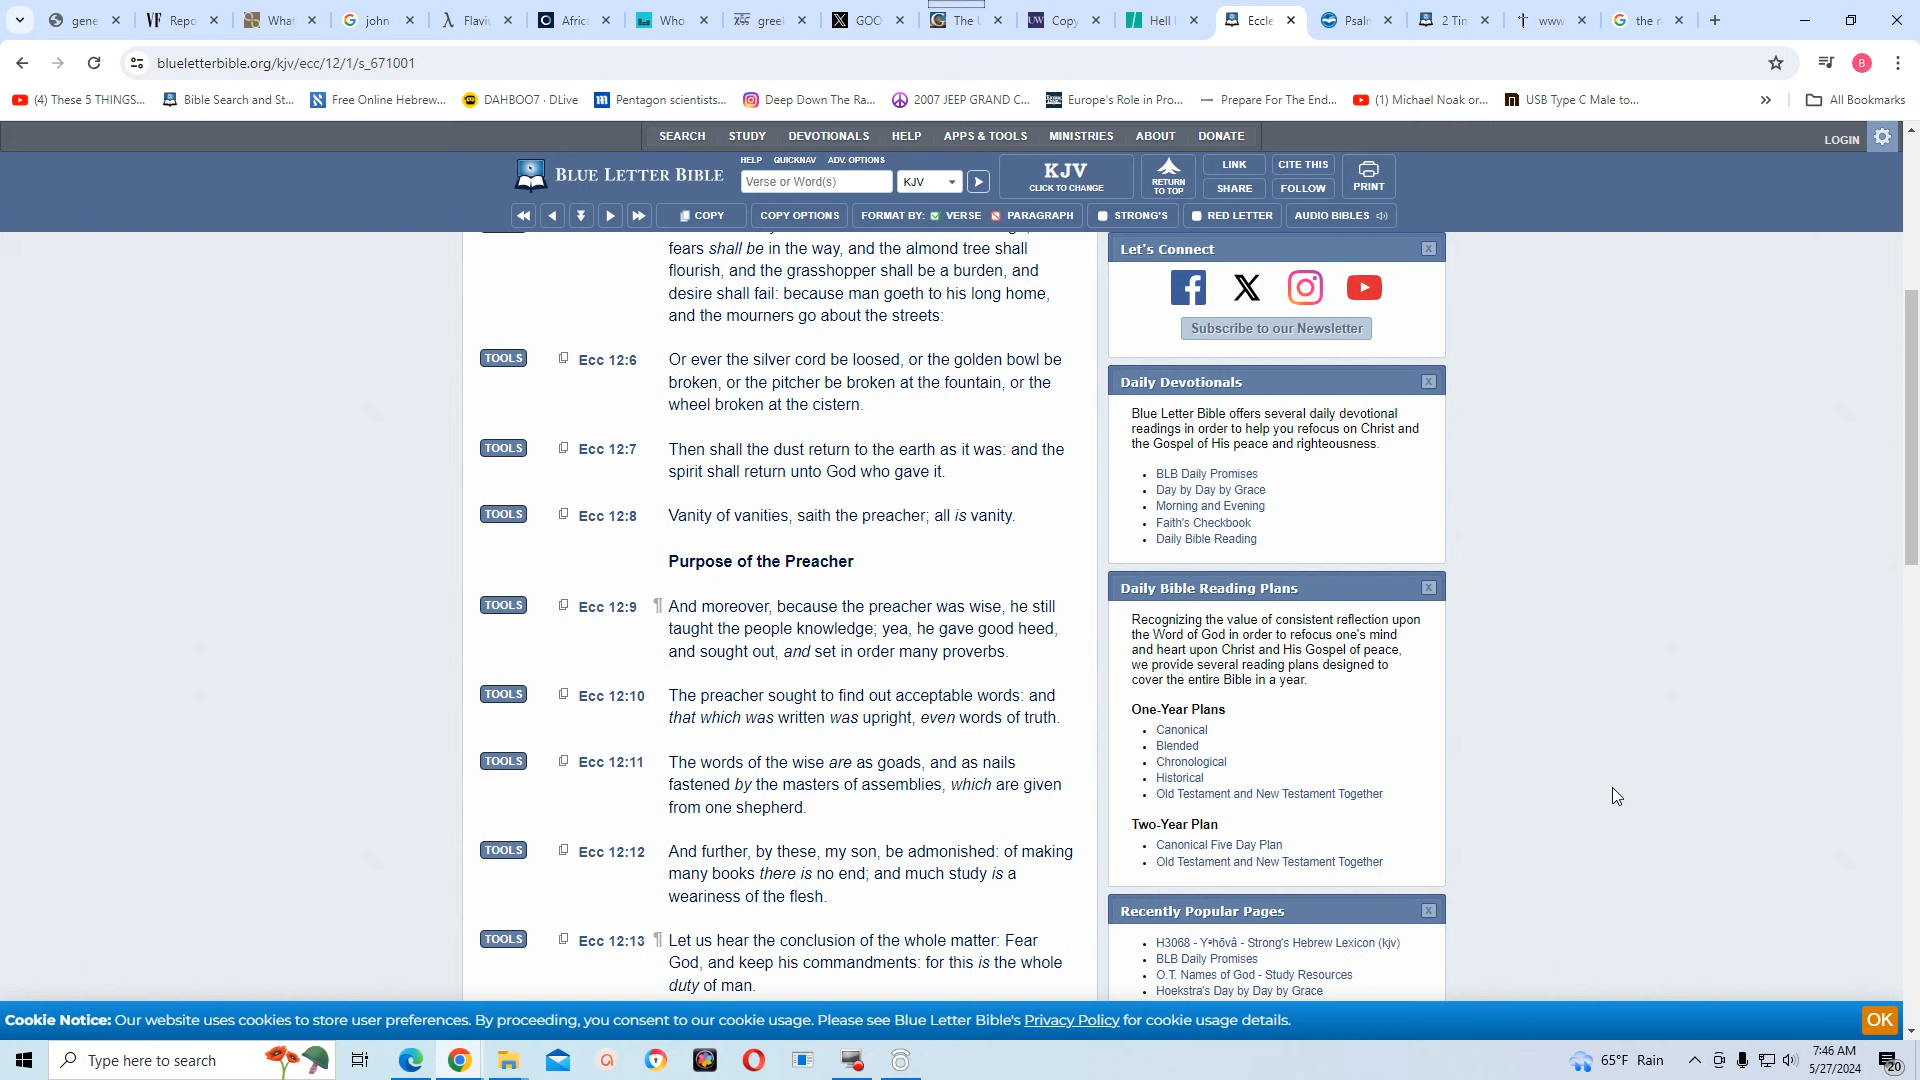 gene
Repo
What
john
Flaviu
Africa
Who
greek
GOO
The U
Copy
Hell
Eccle
Psalm
2 Tin
www
the r
blueletterbible.org/kjv/ecc/12/1/s_671001
B
(4) These 5 THINGS...
Bible Search and St...
Free Online Hebrew...
DAHBOO7 · DLive
Pentagon scientists...
Deep Down The Ra...
2007 JEEP GRAND C...
Europe's Role in Pro...
Prepare For The End...
(1) Michael Noak or...
USB Type C Male to...
All Bookmarks
SEARCH STUDY DEVOTIONALS HELP APPS & TOOLS MINISTRIES ABOUT DONATE
LOGIN
BLUE LETTER BIBLE
HELP QUICKNAV ADV. OPTIONS
Verse or Word(s)
KJV
KJV
CLICK TO CHANGE
RETURN
TO TOP
LINK
CITE THIS
SHARE
FOLLOW
PRINT
COPY
COPY OPTIONS
FORMAT BY: VERSE PARAGRAPH
STRONG'S
RED LETTER
AUDIO BIBLES
fears shall be in the way, and the almond tree shall
flourish, and the grasshopper shall be a burden, and
desire shall fail: because man goeth to his long home,
and the mourners go about the streets:
TOOLS Ecc 12:6 Or ever the silver cord be loosed, or the golden bowl be
broken, or the pitcher be broken at the fountain, or the
wheel broken at the cistern.
TOOLS Ecc 12:7 Then shall the dust return to the earth as it was: and the
spirit shall return unto God who gave it.
TOOLS Ecc 12:8 Vanity of vanities, saith the preacher; all is vanity.
Purpose of the Preacher
TOOLS Ecc 12:9 ¶ And moreover, because the preacher was wise, he still
taught the people knowledge; yea, he gave good heed,
and sought out, and set in order many proverbs.
TOOLS Ecc 12:10 The preacher sought to find out acceptable words: and
that which was written was upright, even words of truth.
TOOLS Ecc 12:11 The words of the wise are as goads, and as nails
fastened by the masters of assemblies, which are given
from one shepherd.
TOOLS Ecc 12:12 And further, by these, my son, be admonished: of making
many books there is no end; and much study is a
weariness of the flesh.
TOOLS Ecc 12:13 ¶ Let us hear the conclusion of the whole matter: Fear
God, and keep his commandments: for this is the whole
duty of man.
Let's Connect
Subscribe to our Newsletter
Daily Devotionals
Blue Letter Bible offers several daily devotional
readings in order to help you refocus on Christ and
the Gospel of His peace and righteousness.
BLB Daily Promises
Day by Day by Grace
Morning and Evening
Faith's Checkbook
Daily Bible Reading
Daily Bible Reading Plans
Recognizing the value of consistent reflection upon
the Word of God in order to refocus one's mind
and heart upon Christ and His Gospel of peace,
we provide several reading plans designed to
cover the entire Bible in a year.
One-Year Plans
Canonical
Blended
Chronological
Historical
Old Testament and New Testament Together
Two-Year Plan
Canonical Five Day Plan
Old Testament and New Testament Together
Recently Popular Pages
H3068 - Yᵊhōvâ - Strong's Hebrew Lexicon (kjv)
BLB Daily Promises
O.T. Names of God - Study Resources
Hoekstra's Day by Day by Grace
Cookie Notice: Our website uses cookies to store user preferences. By proceeding, you consent to our cookie usage. Please see Blue Letter Bible's Privacy Policy for cookie usage details.
OK
Type here to search
65°F Rain
7:46 AM
5/27/2024
20